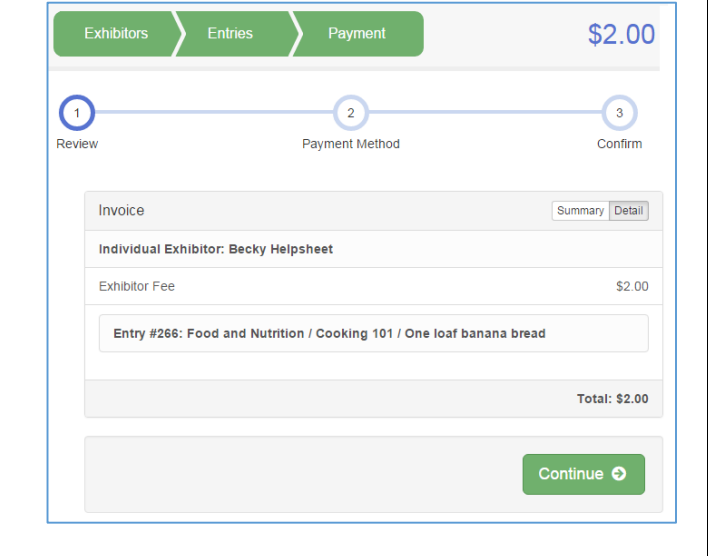 Exhibitors Entries Payment $2.00
1 2 3
Review Payment Method Confirm
Invoice Summary Detail
Individual Exhibitor: Becky Helpsheet
Exhibitor Fee $2.00
Entry #266: Food and Nutrition / Cooking 101 / One loaf banana bread
Total: $2.00
Continue